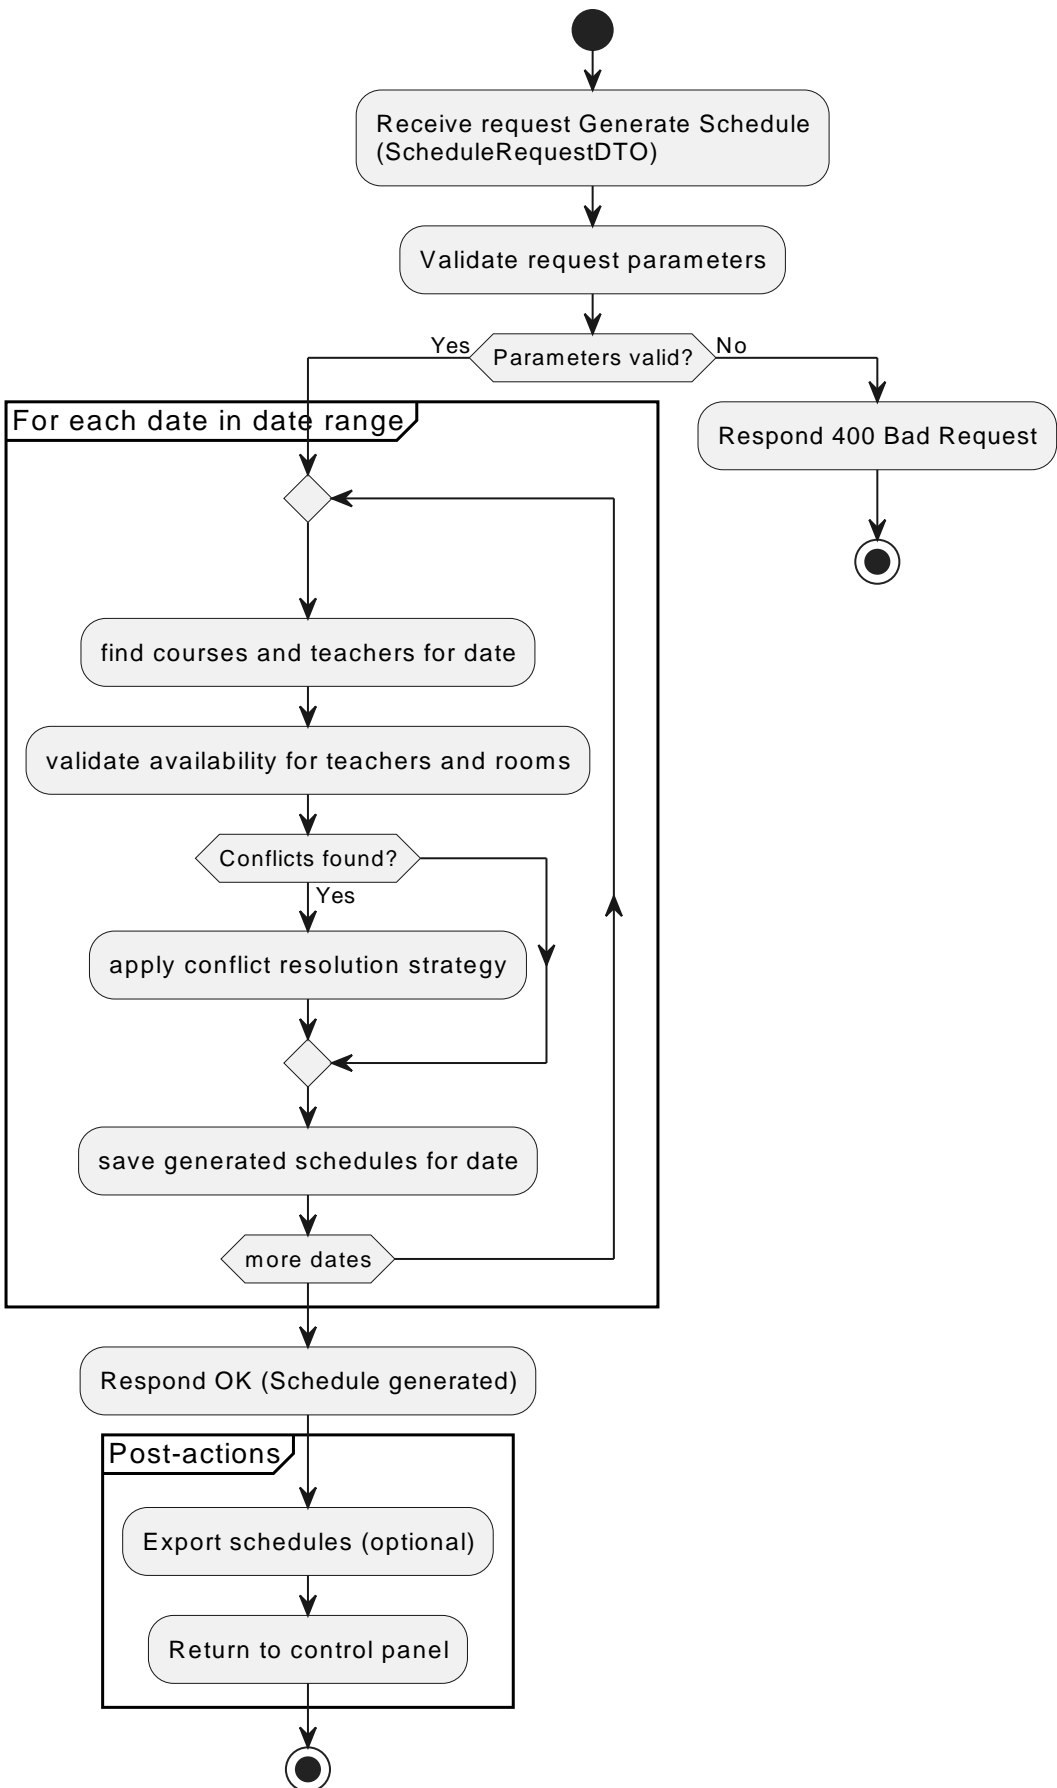 Receive request Generate Schedule
(ScheduleRequestDTO)
Validate request parameters
Yes
Parameters valid?
No
For each date in date range
Respond 400 Bad Request
find courses and teachers for date
validate availability for teachers and rooms
Conflicts found?
Yes
apply conflict resolution strategy
save generated schedules for date
more dates
Respond OK (Schedule generated)
Post-actions
Export schedules (optional)
Return to control panel